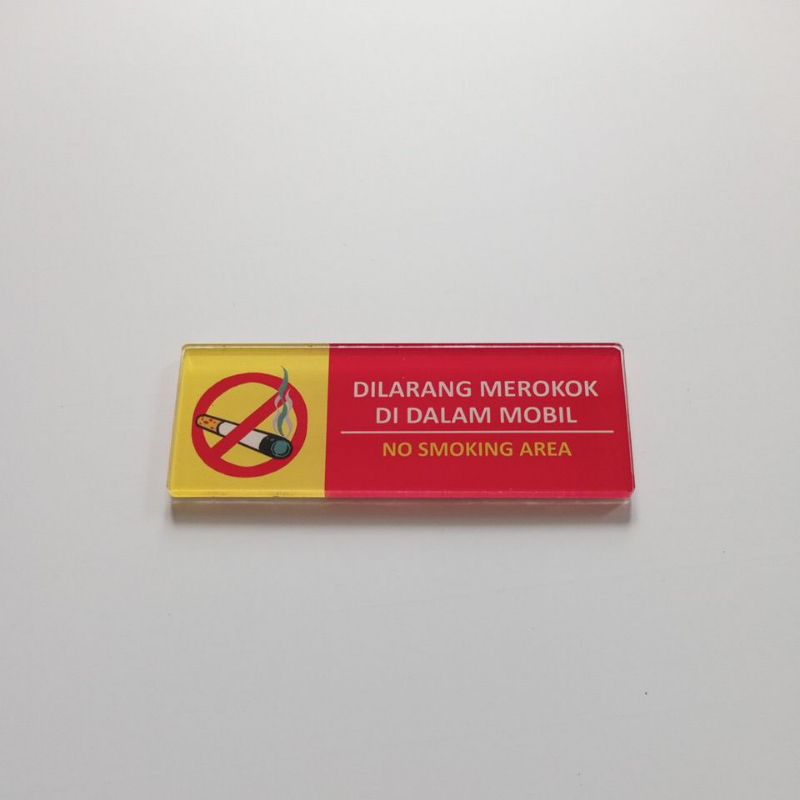 DILARANG MEROKOK
DI DALAM MOBIL
NO SMOKING AREA